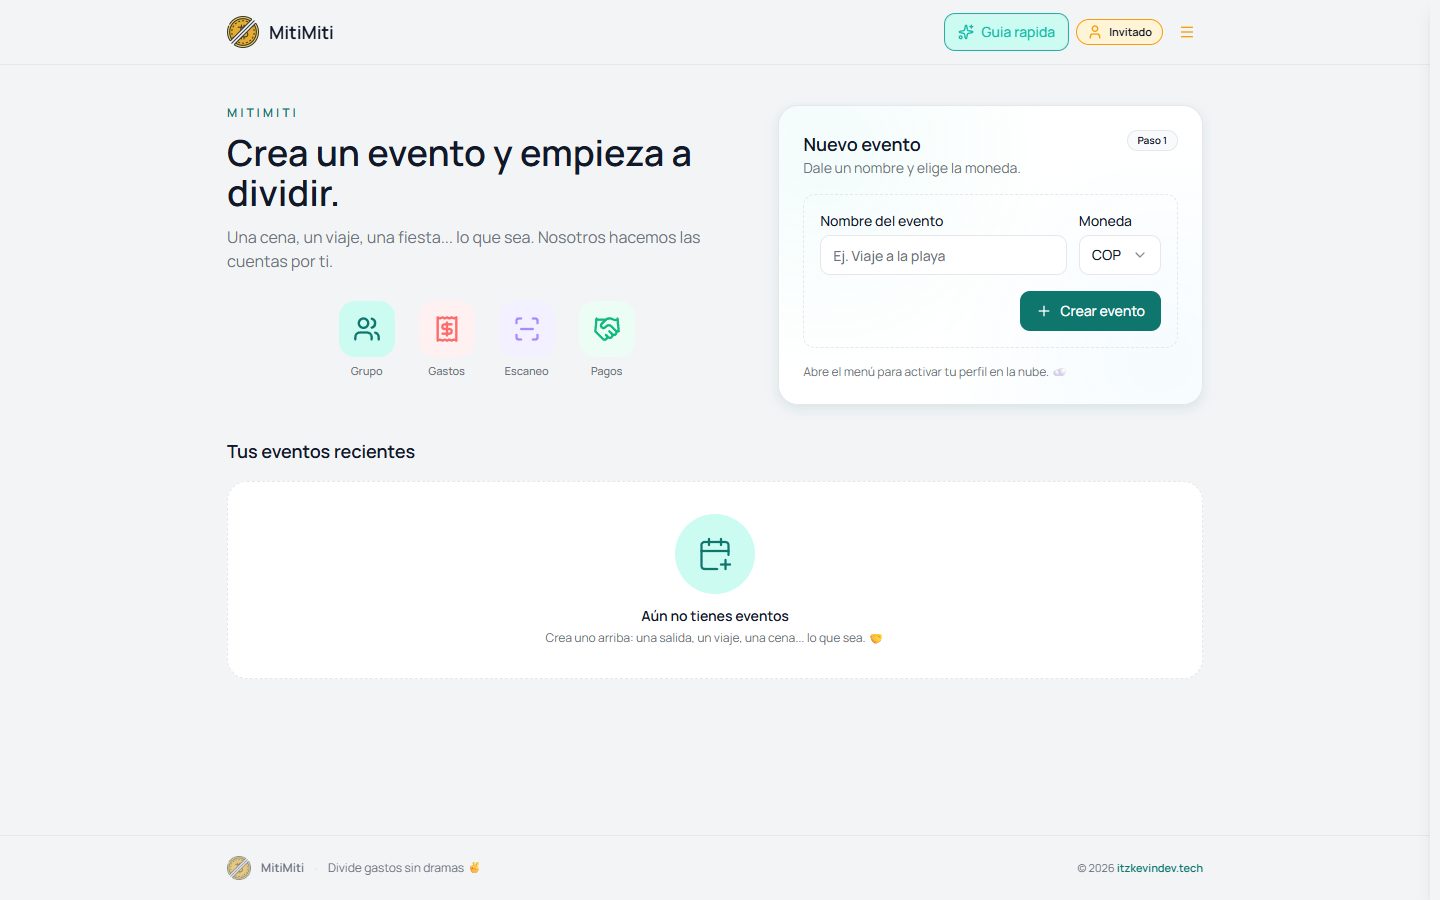 MitiMiti
Guia rapida
Invitado
MITIMITI
Crea un evento y empieza a
dividir.
Una cena, un viaje, una fiesta... lo que sea. Nosotros hacemos las
cuentas por ti.
Grupo
Gastos
Escaneo
Pagos
Nuevo evento
Paso 1
Dale un nombre y elige la moneda.
Nombre del evento
Moneda
Ej. Viaje a la playa
COP
Crear evento
Abre el menú para activar tu perfil en la nube.
Tus eventos recientes
Aún no tienes eventos
Crea uno arriba: una salida, un viaje, una cena... lo que sea.
MitiMiti · Divide gastos sin dramas ✌️
© 2026 itzkevindev.tech